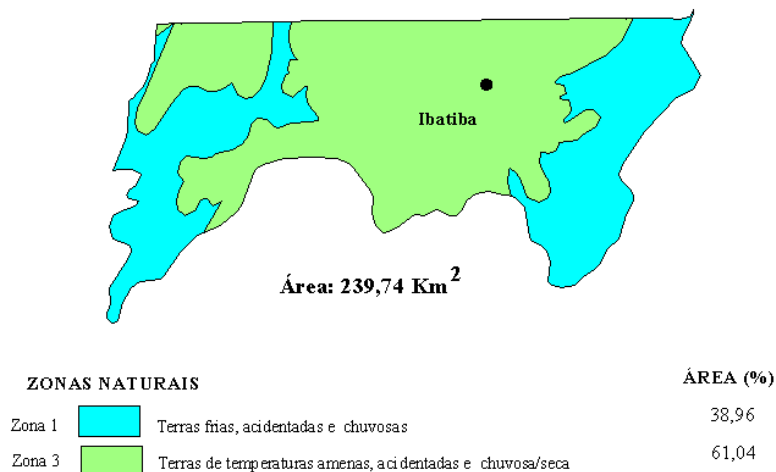 Ibatiba
Área: 239,74 Km2
ZONAS NATURAIS ÁREA (%)
Zona 1 Terras frias, acidentadas e chuvosas 38,96
Zona 3 Terras de temperaturas amenas, acidentadas e chuvosa/seca 61,04